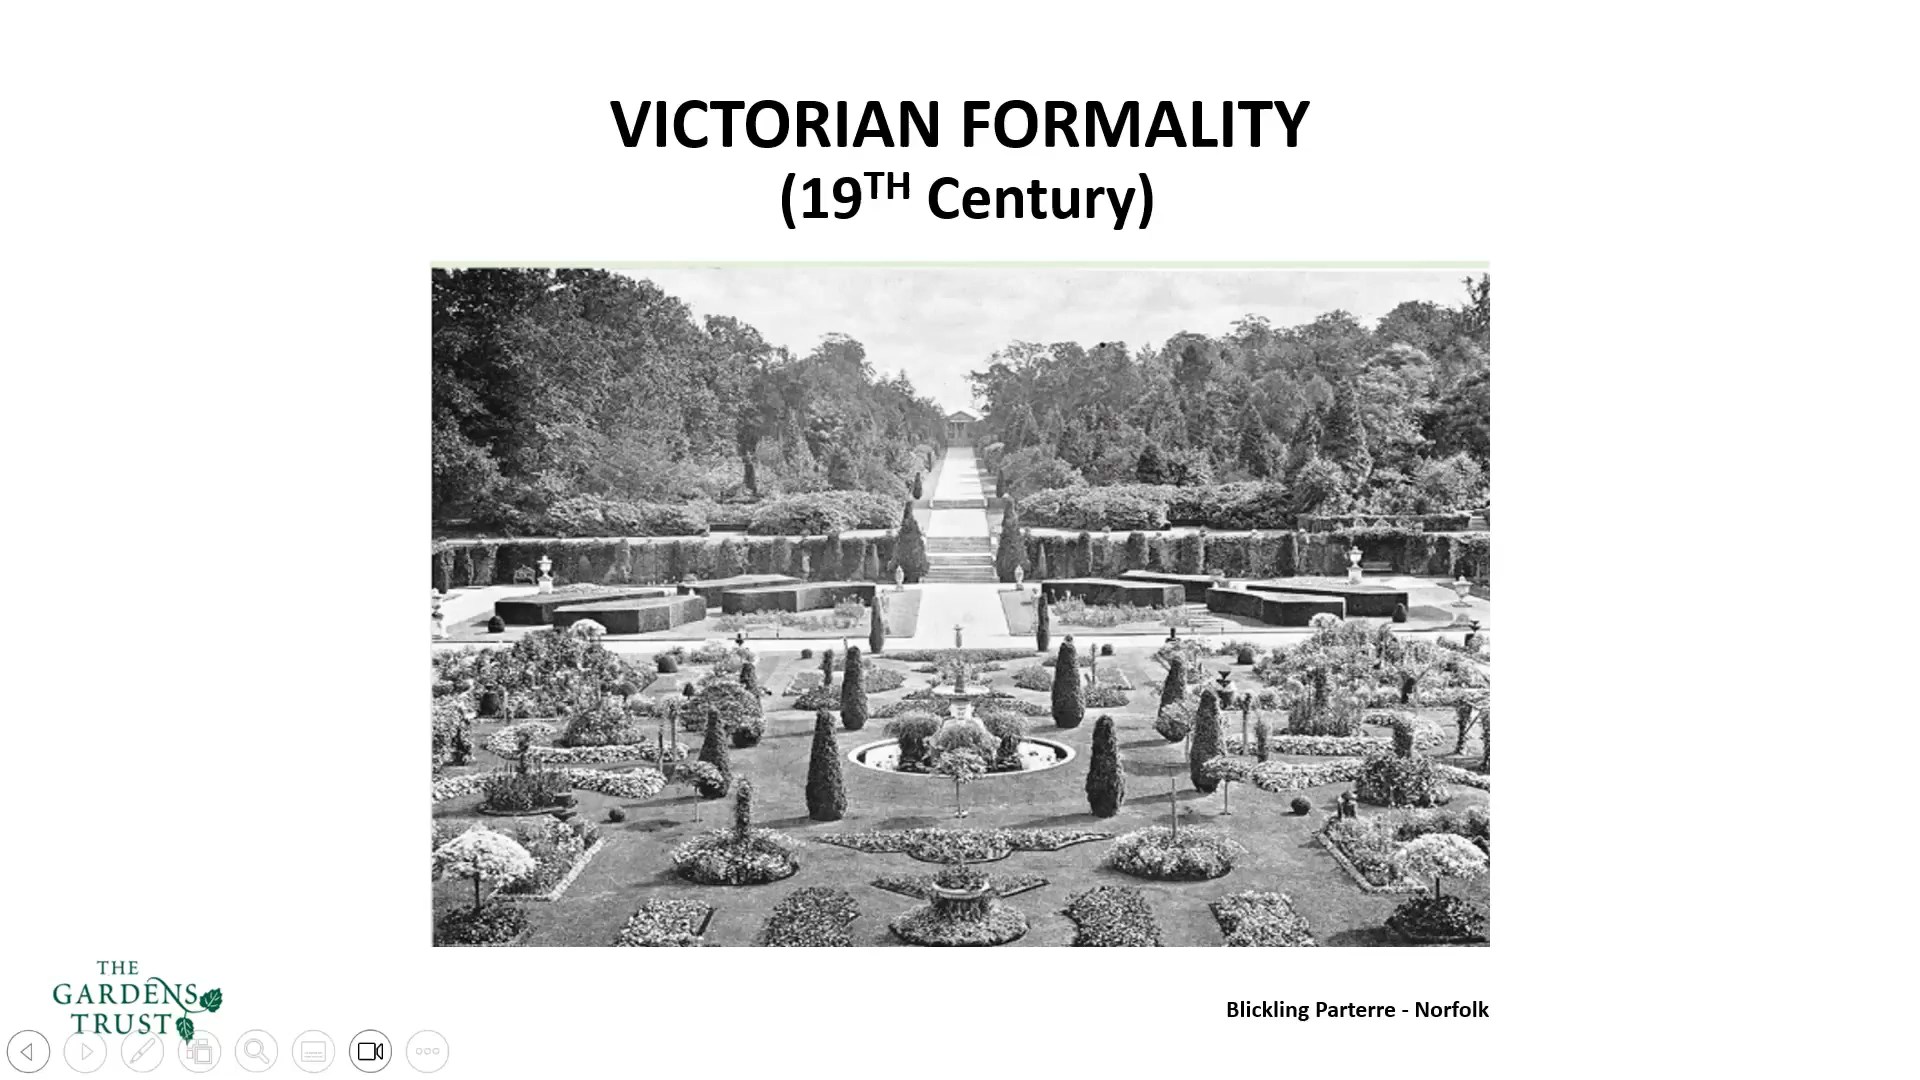 VICTORIAN FORMALITY
(19TH Century)
THE
GARDENS
TRUST
Blickling Parterre - Norfolk